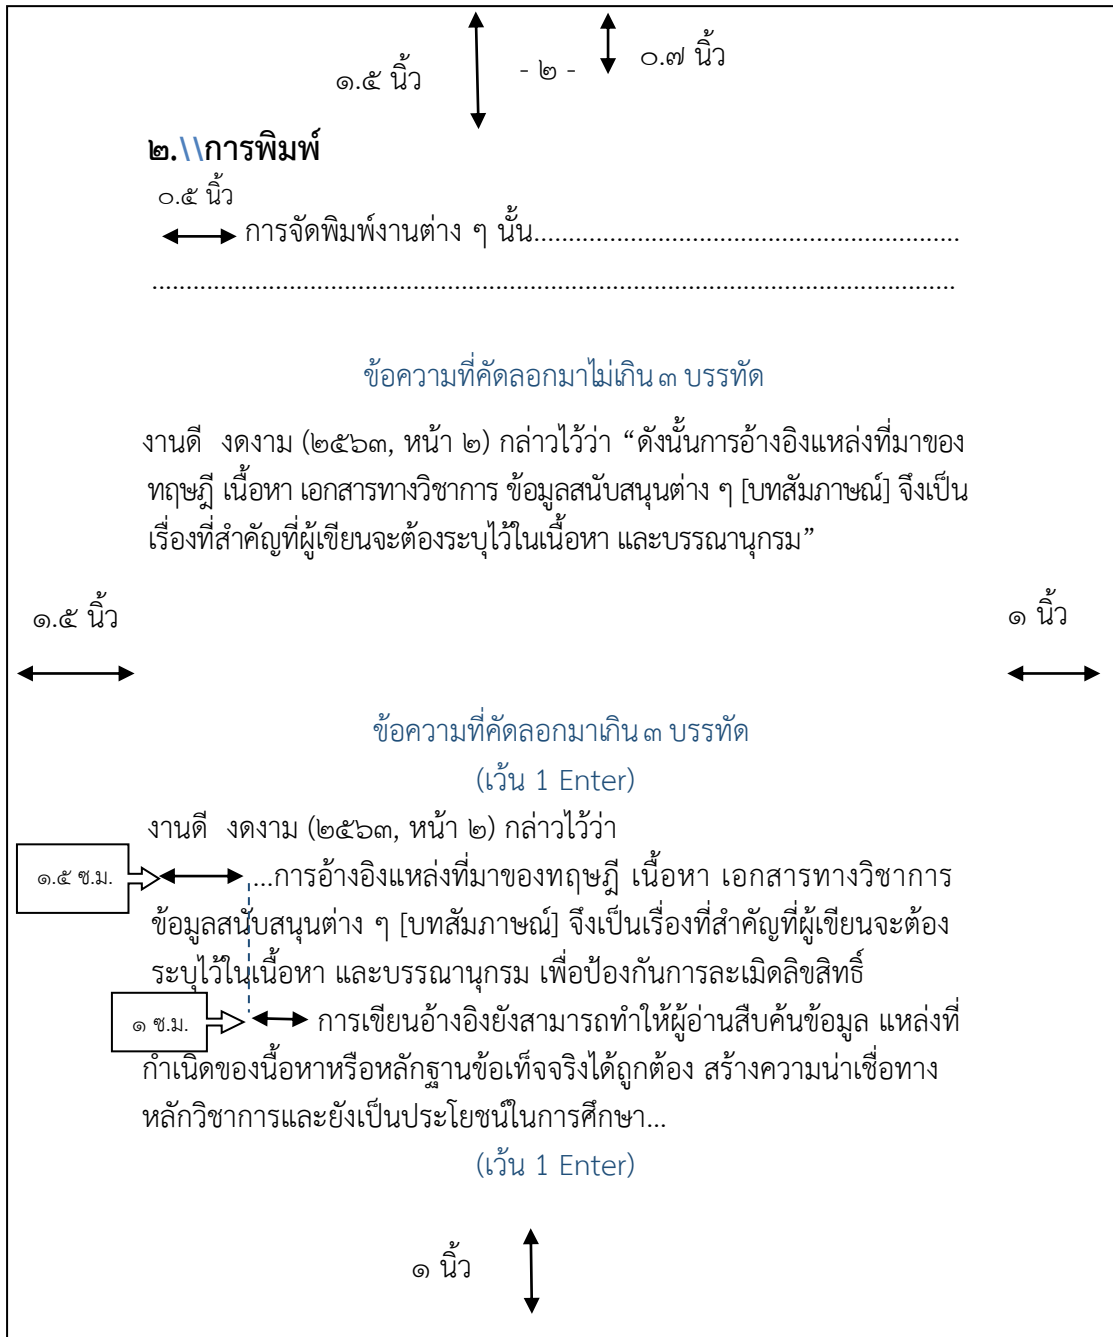 ๐.๗ นิ้ว
๑.๕ นิ้ว
- ๒ -
๒.\\การพิมพ์
๐.๕ นิ้ว
การจัดพิมพ์งานต่าง ๆ นั้น..............................................................
.....................................................................................................................
ข้อความที่คัดลอกมาไม่เกิน ๓ บรรทัด
งานดี งดงาม (๒๕๖๓, หน้า ๒) กล่าวไว้ว่า “ดังนั้นการอ้างอิงแหล่งที่มาของ
ทฤษฎี เนื้อหา เอกสารทางวิชาการ ข้อมูลสนับสนุนต่าง ๆ [บทสัมภาษณ์] จึงเป็น
เรื่องที่สำคัญที่ผู้เขียนจะต้องระบุไว้ในเนื้อหา และบรรณานุกรม”
๑.๕ นิ้ว
๑ นิ้ว
ข้อความที่คัดลอกมาเกิน ๓ บรรทัด
(เว้น 1 Enter)
งานดี งดงาม (๒๕๖๓, หน้า ๒) กล่าวไว้ว่า
๑.๕ ซ.ม.
...การอ้างอิงแหล่งที่มาของทฤษฎี เนื้อหา เอกสารทางวิชาการ
ข้อมูลสนับสนุนต่าง ๆ [บทสัมภาษณ์] จึงเป็นเรื่องที่สำคัญที่ผู้เขียนจะต้อง
ระบุไว้ในเนื้อหา และบรรณานุกรม เพื่อป้องกันการละเมิดลิขสิทธิ์
๑ ซ.ม.
การเขียนอ้างอิงยังสามารถทำให้ผู้อ่านสืบค้นข้อมูล แหล่งที่
กำเนิดของนื้อหาหรือหลักฐานข้อเท็จจริงได้ถูกต้อง สร้างความน่าเชื่อทาง
หลักวิชาการและยังเป็นประโยชน์ในการศึกษา...
(เว้น 1 Enter)
๑ นิ้ว